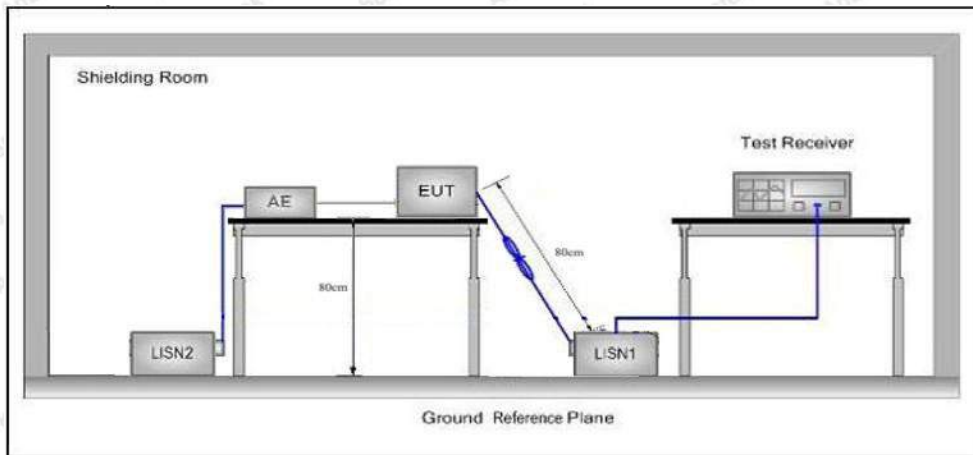 Shielding Room
Test Receiver
EUT
AE
80cm
80cm
LISN2
LISN1
Ground Reference Plane